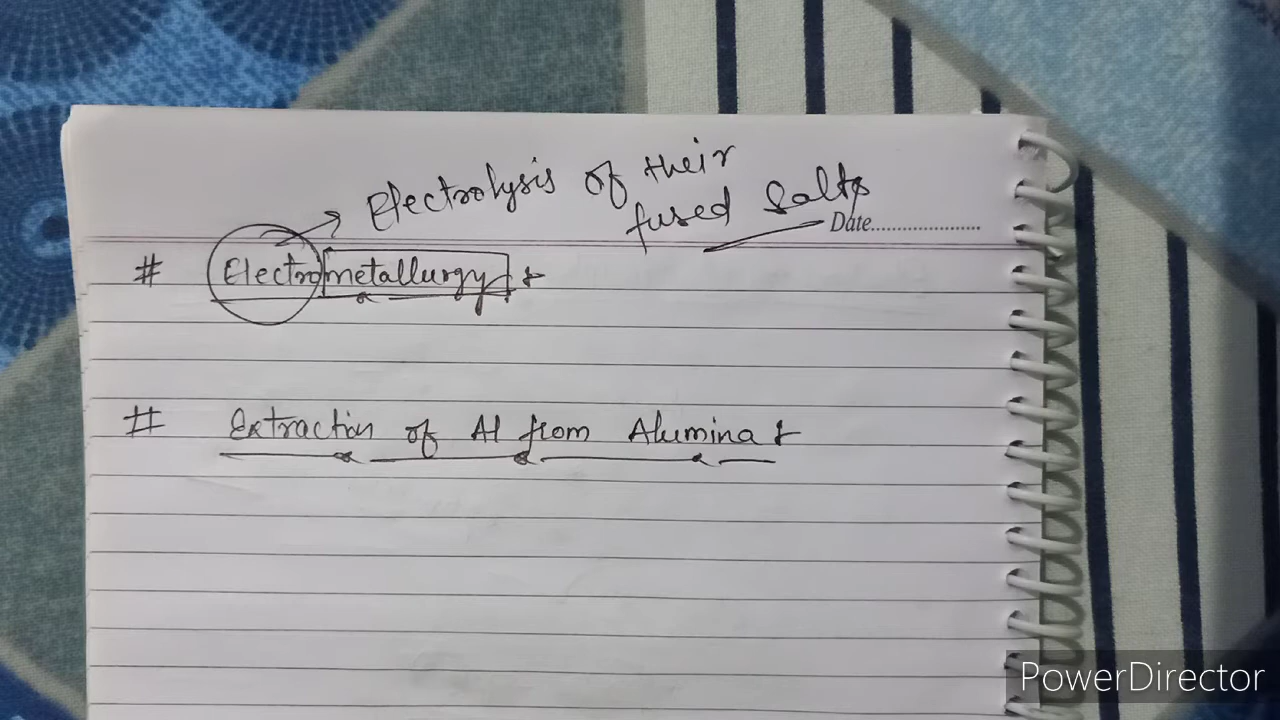 Electrolysis of their
fused Salts
Date.....................
# Electrometallurgy :-
# Extraction of Al from Alumina :-
PowerDirector